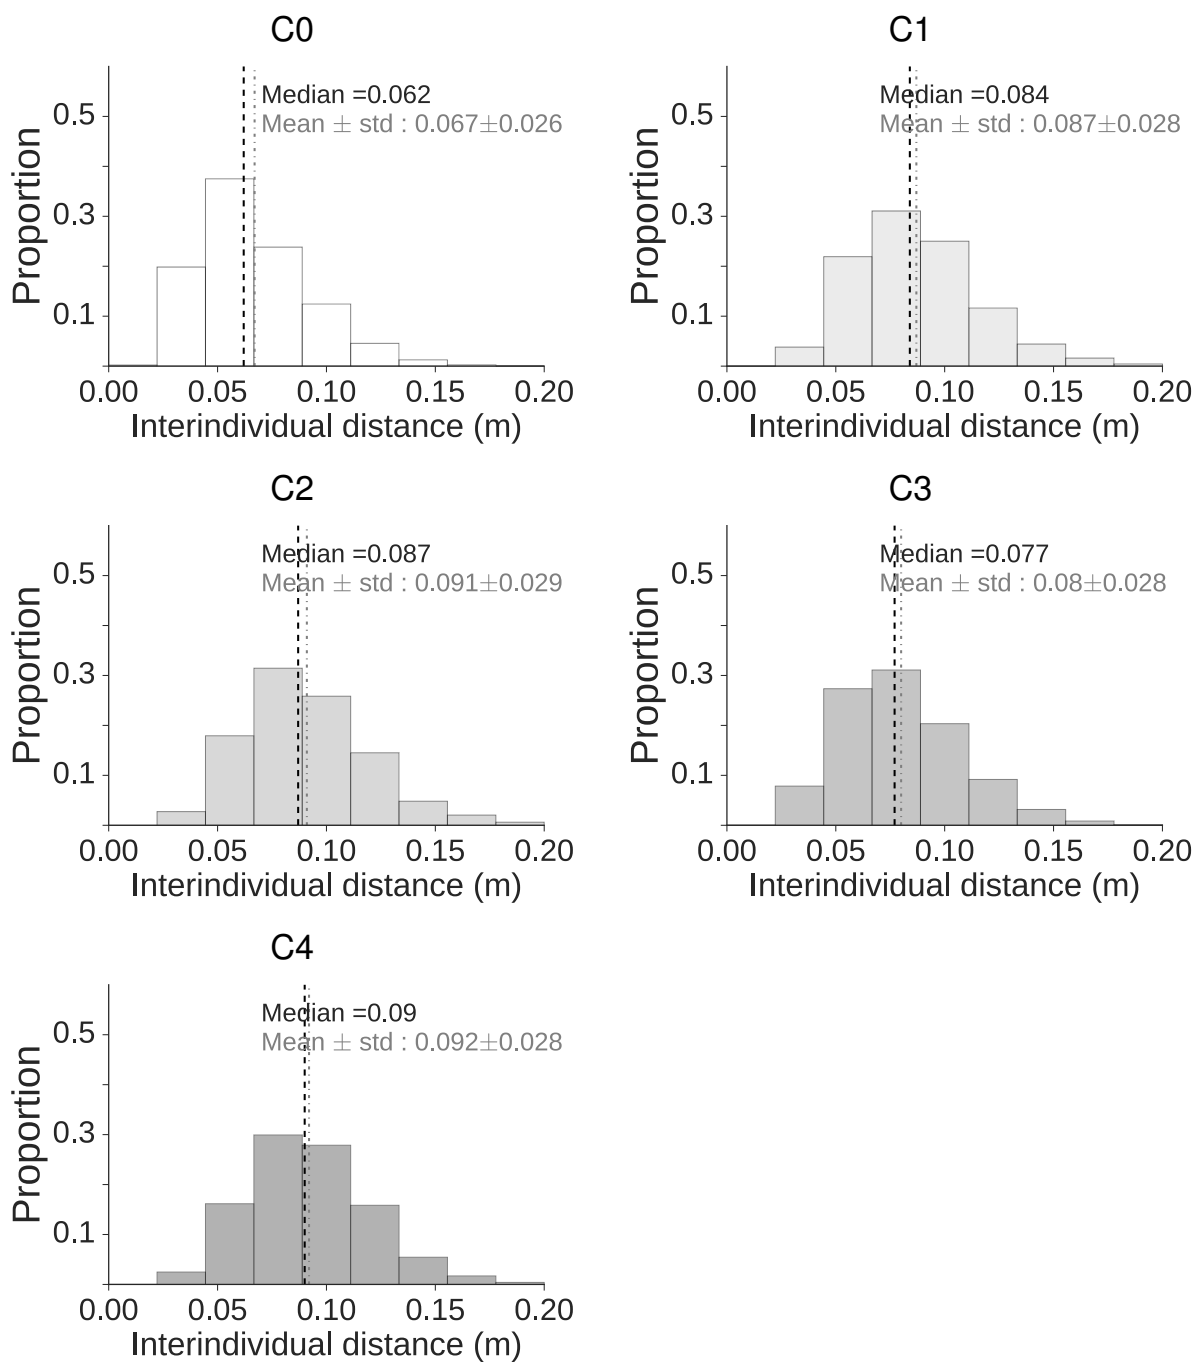 C0
Median =0.062
Mean ± std : 0.067±0.026
Proportion
0.5
0.3
0.1
0.00 0.05 0.10 0.15 0.20
Interindividual distance (m)
C1
Median =0.084
Mean ± std : 0.087±0.028
Proportion
0.5
0.3
0.1
0.00 0.05 0.10 0.15 0.20
Interindividual distance (m)
C2
Median =0.087
Mean ± std : 0.091±0.029
Proportion
0.5
0.3
0.1
0.00 0.05 0.10 0.15 0.20
Interindividual distance (m)
C3
Median =0.077
Mean ± std : 0.08±0.028
Proportion
0.5
0.3
0.1
0.00 0.05 0.10 0.15 0.20
Interindividual distance (m)
C4
Median =0.09
Mean ± std : 0.092±0.028
Proportion
0.5
0.3
0.1
0.00 0.05 0.10 0.15 0.20
Interindividual distance (m)